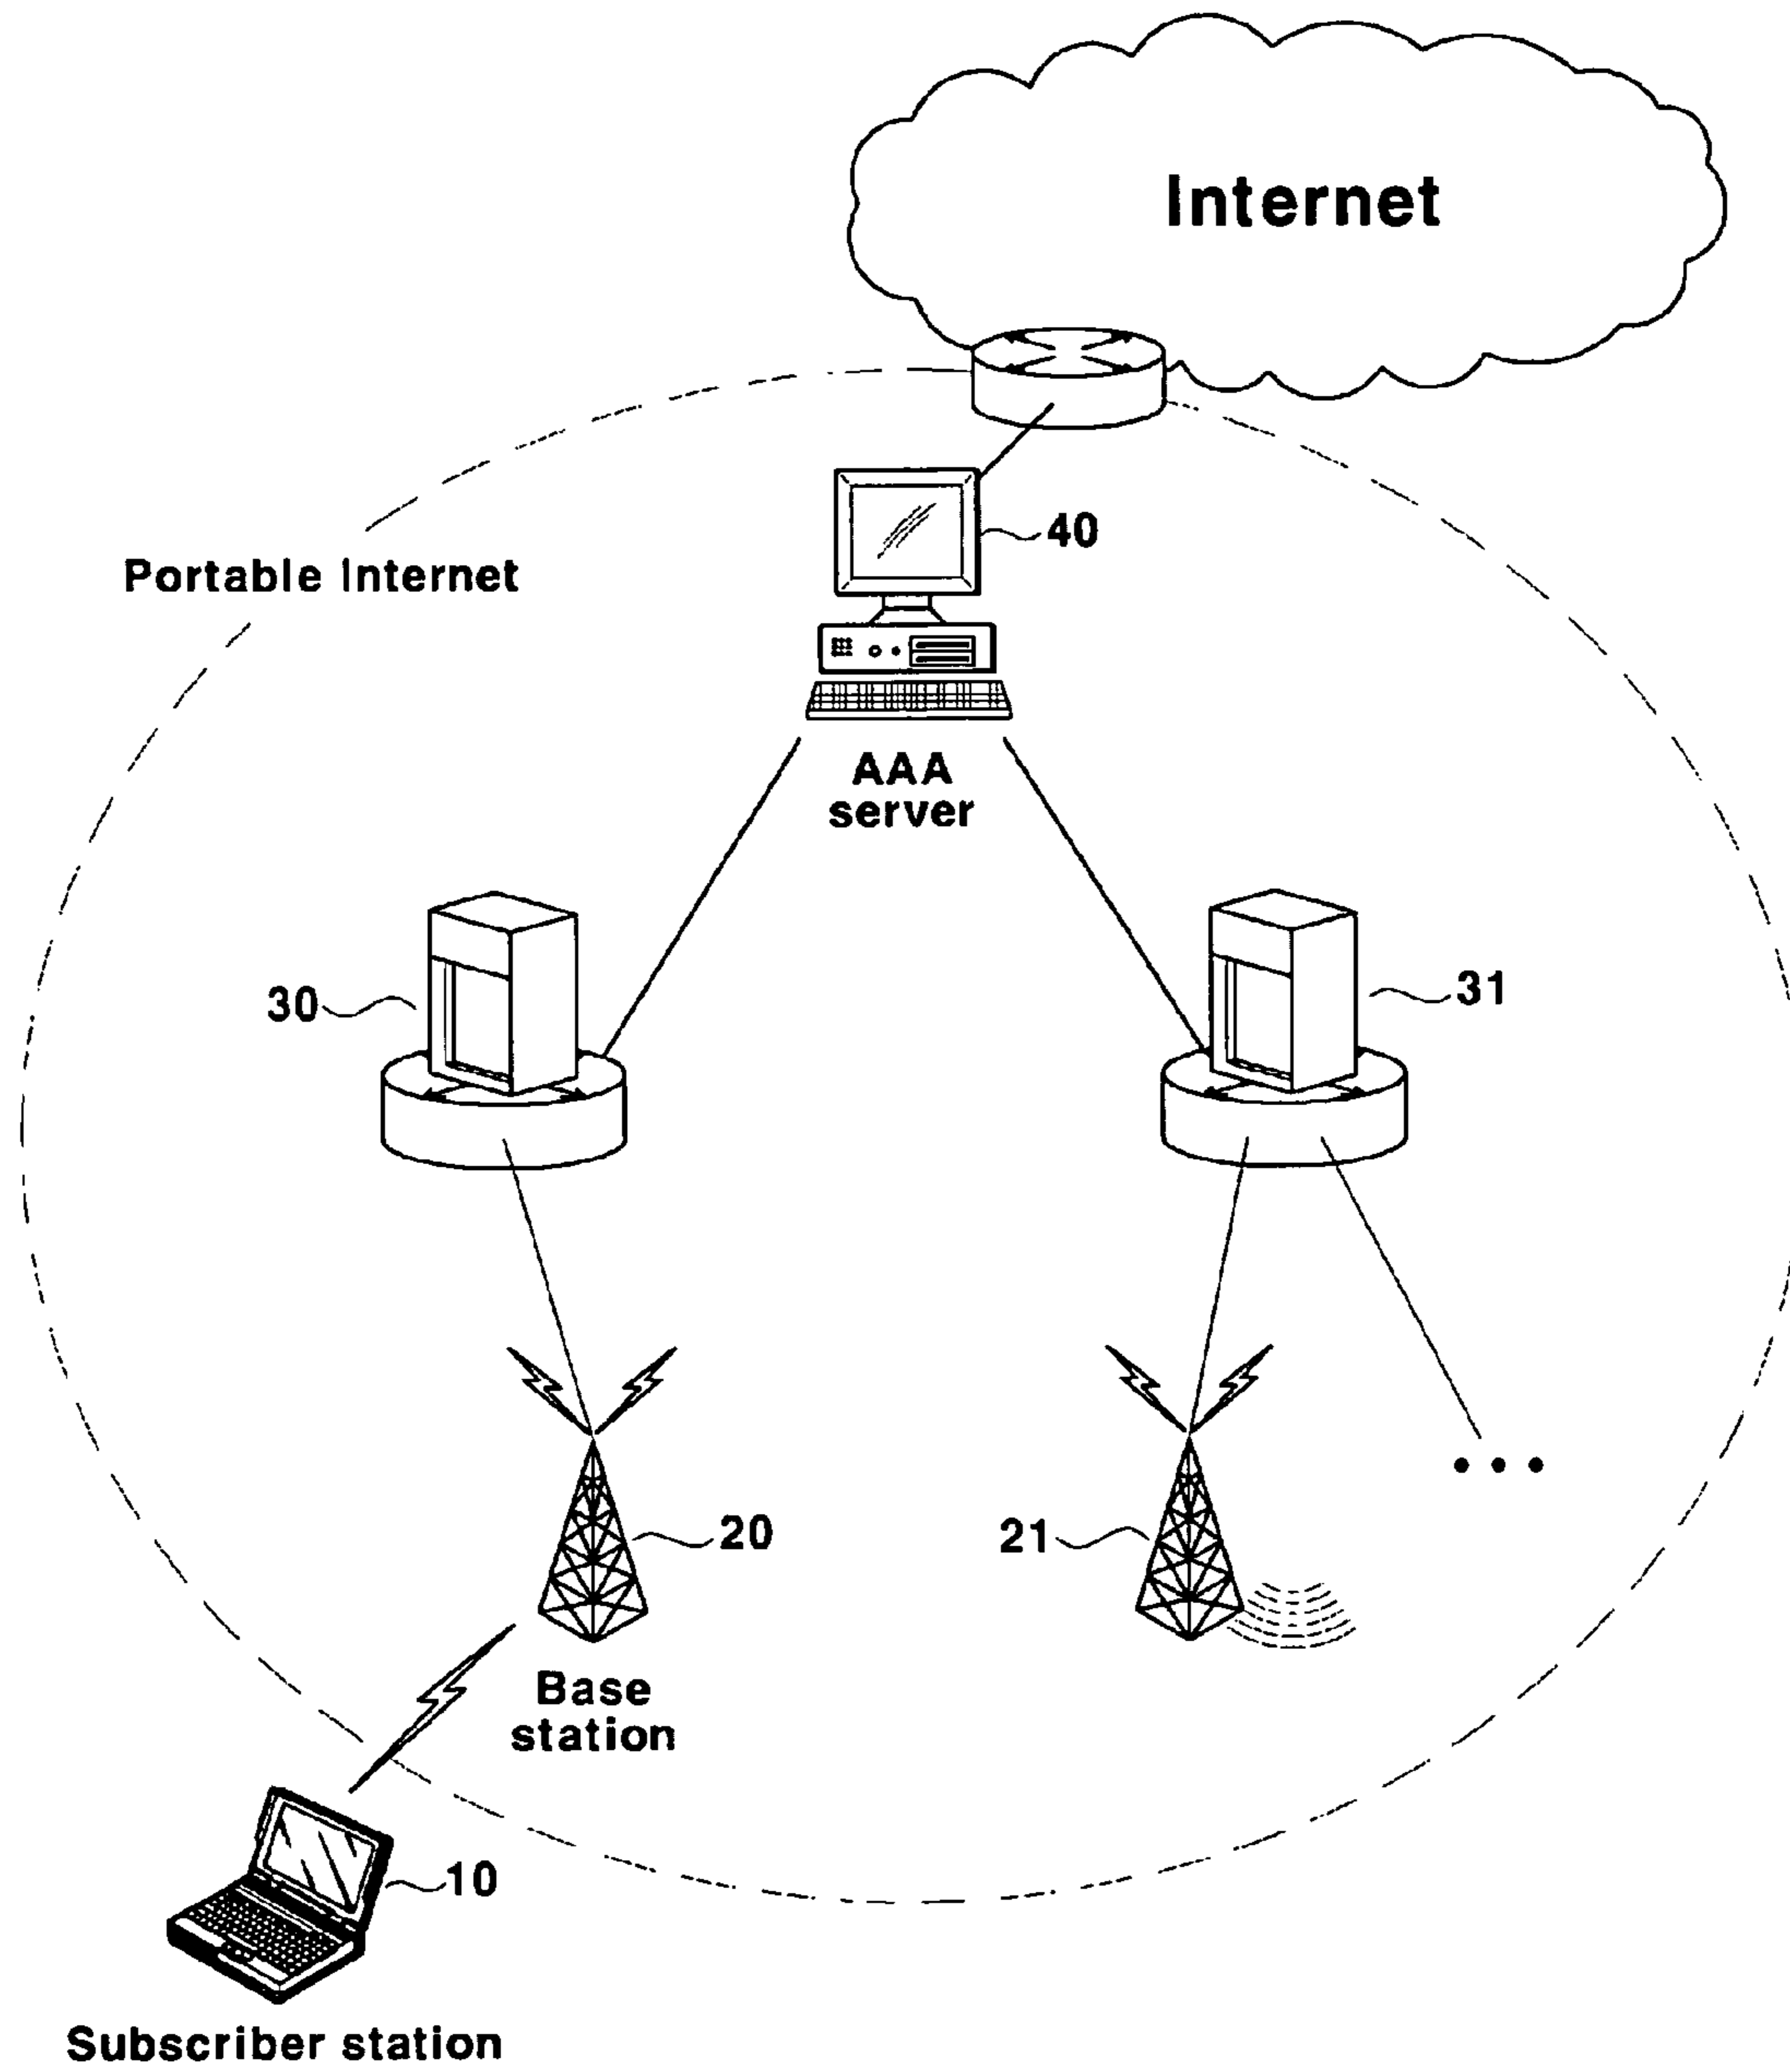 Internet
40
Portable Internet
AAA
server
30
31
20
21
Base
station
10
Subscriber station